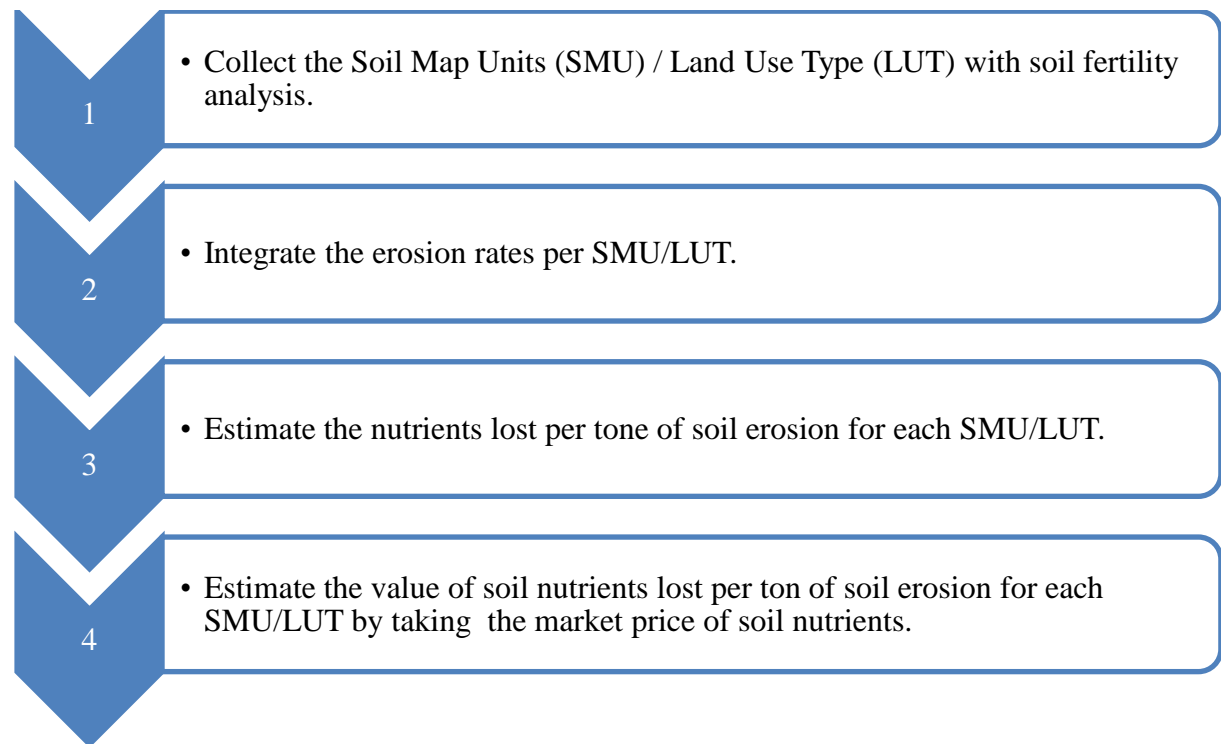 1
• Collect the Soil Map Units (SMU) / Land Use Type (LUT) with soil fertility
analysis.
2
• Integrate the erosion rates per SMU/LUT.
3
• Estimate the nutrients lost per tone of soil erosion for each SMU/LUT.
4
• Estimate the value of soil nutrients lost per ton of soil erosion for each
SMU/LUT by taking  the market price of soil nutrients.